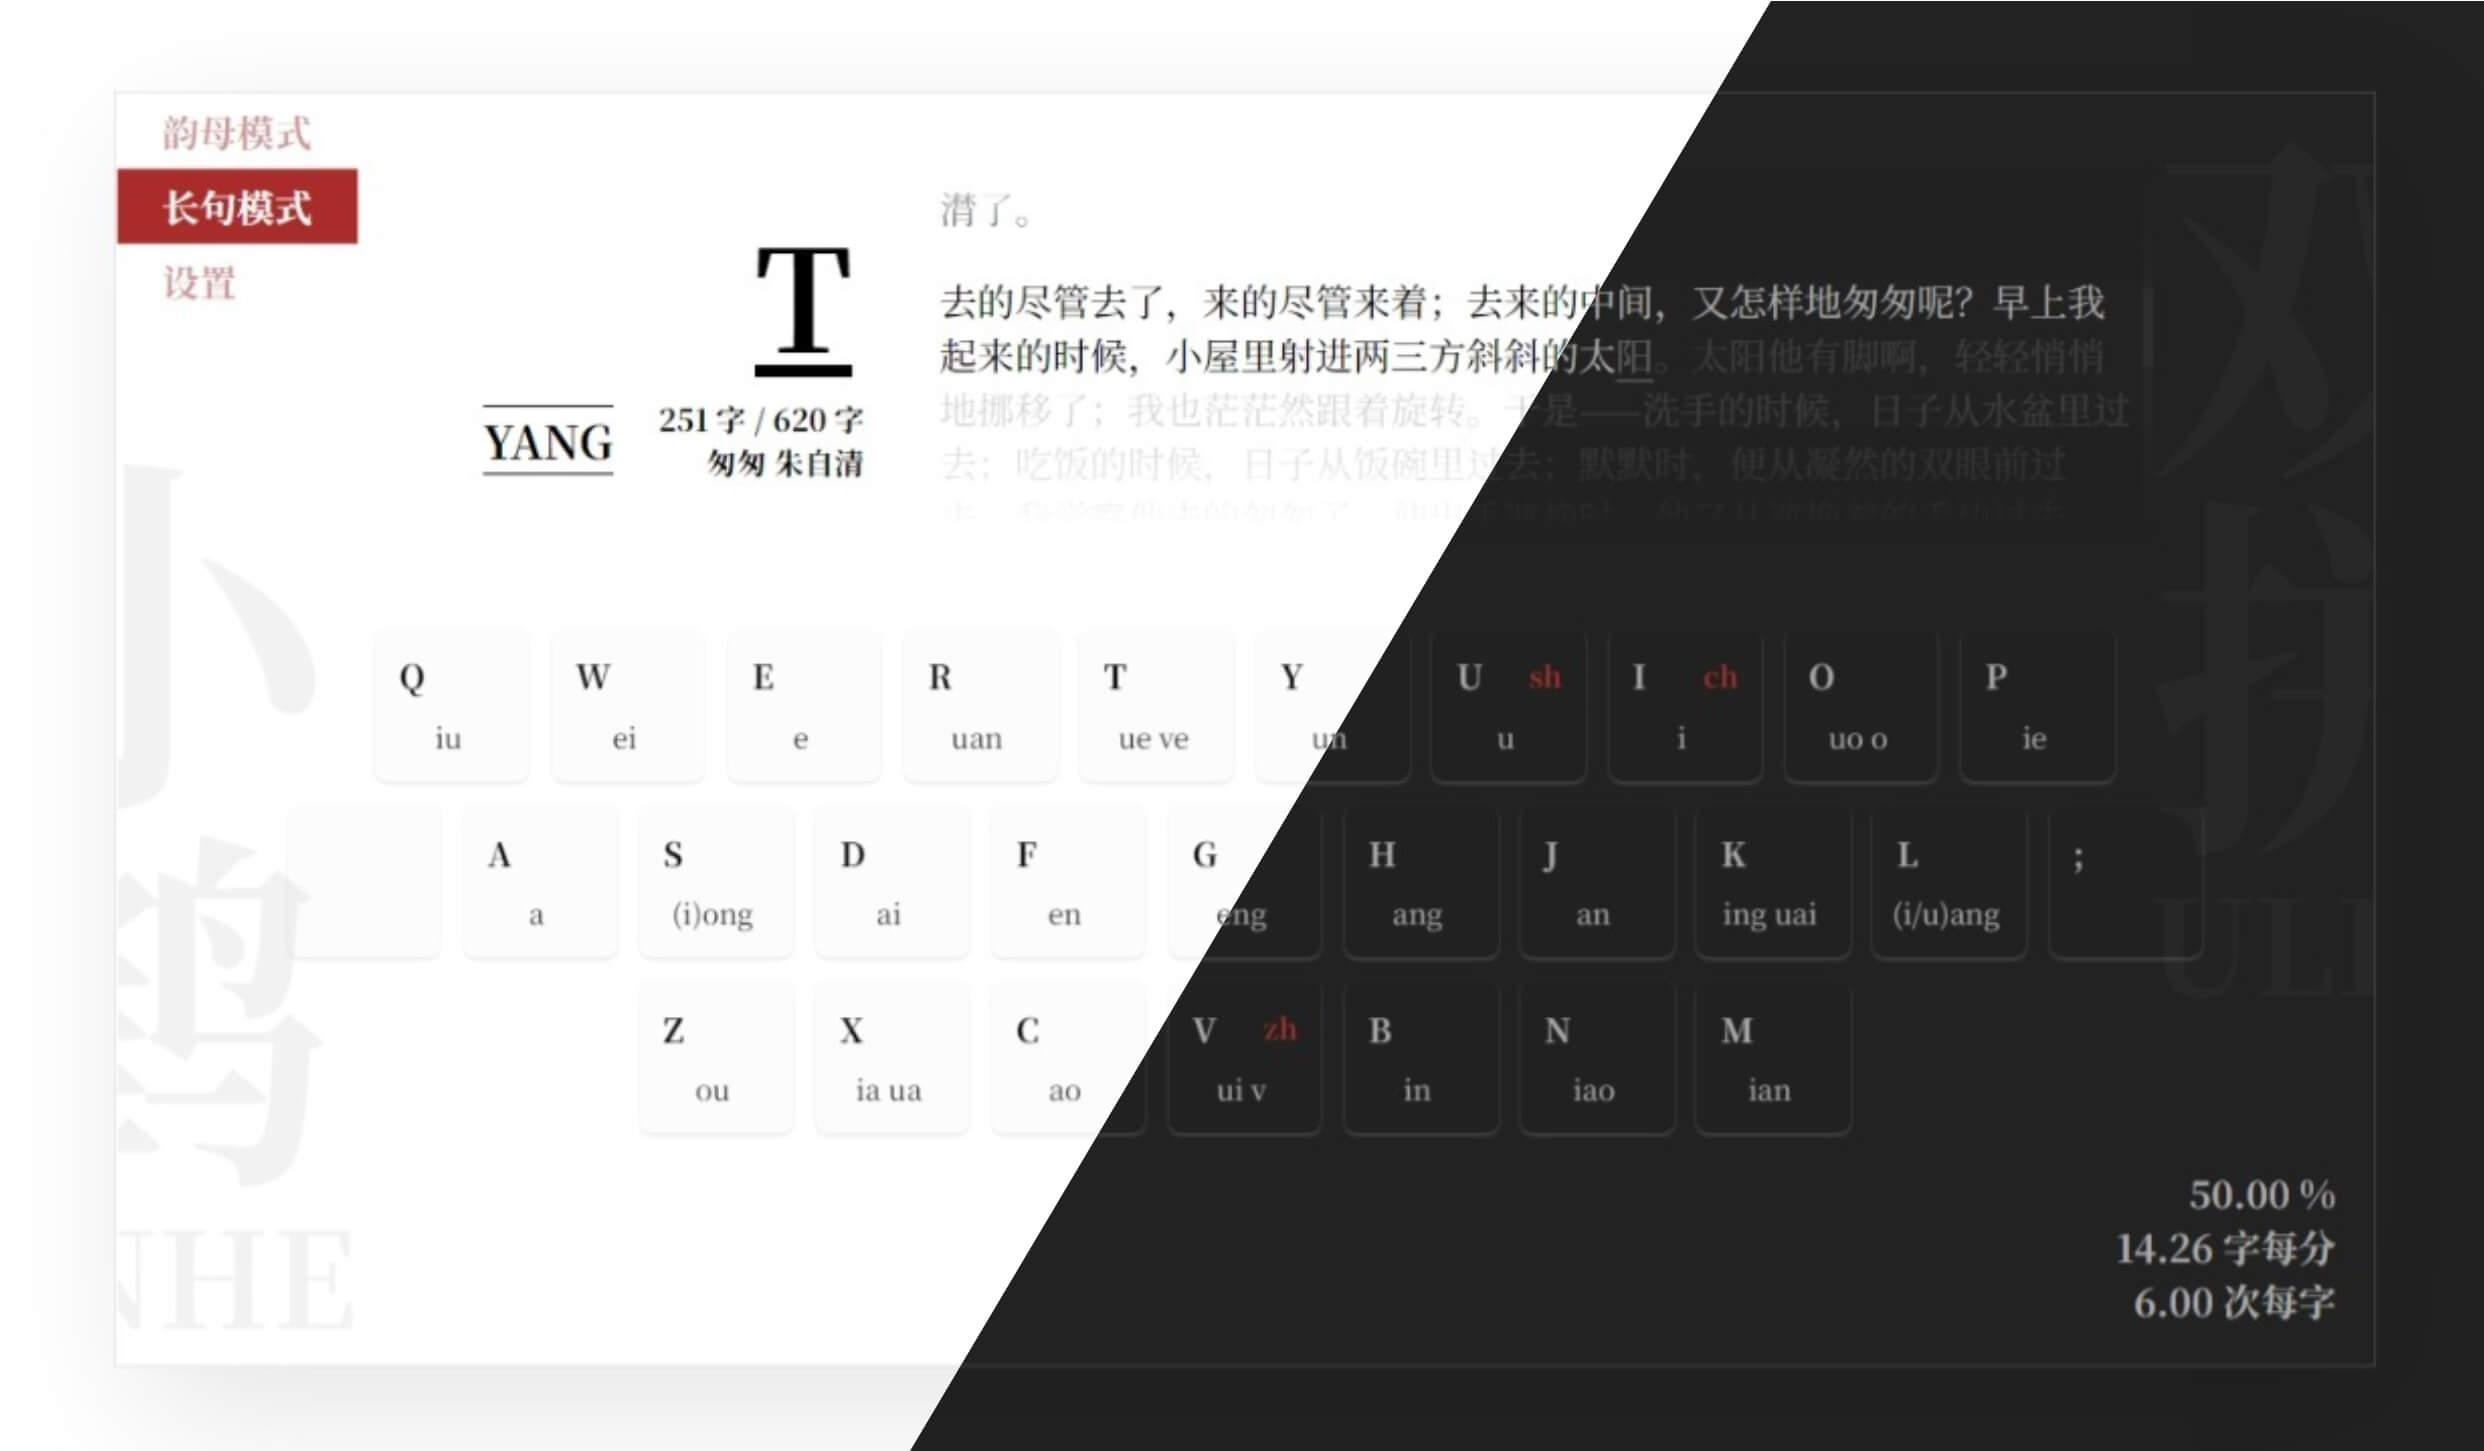 韵母模式
长句模式
设置
T
YANG
251 字 / 620 字
匆匆 朱自清
潸了。
去的尽管去了，来的尽管来着；去来的中间，又怎样地匆匆呢？早上我
起来的时候，小屋里射进两三方斜斜的太阳。太阳他有脚啊，轻轻悄悄
地挪移了；我也茫茫然跟着旋转。于是——洗手的时候，日子从水盆里过
去；吃饭的时候，日子从饭碗里过去；默默时，便从凝然的双眼前过
小
鹤
NHE
双
拼
ULI
Q W E R T Y U sh I ch O P
iu ei e uan ue ve un u i uo o ie
A S D F G H J K L ;
a (i)ong ai en eng ang an ing uai (i/u)ang
Z X C V zh B N M
ou ia ua ao ui v in iao ian
50.00 %
14.26 字每分
6.00 次每字